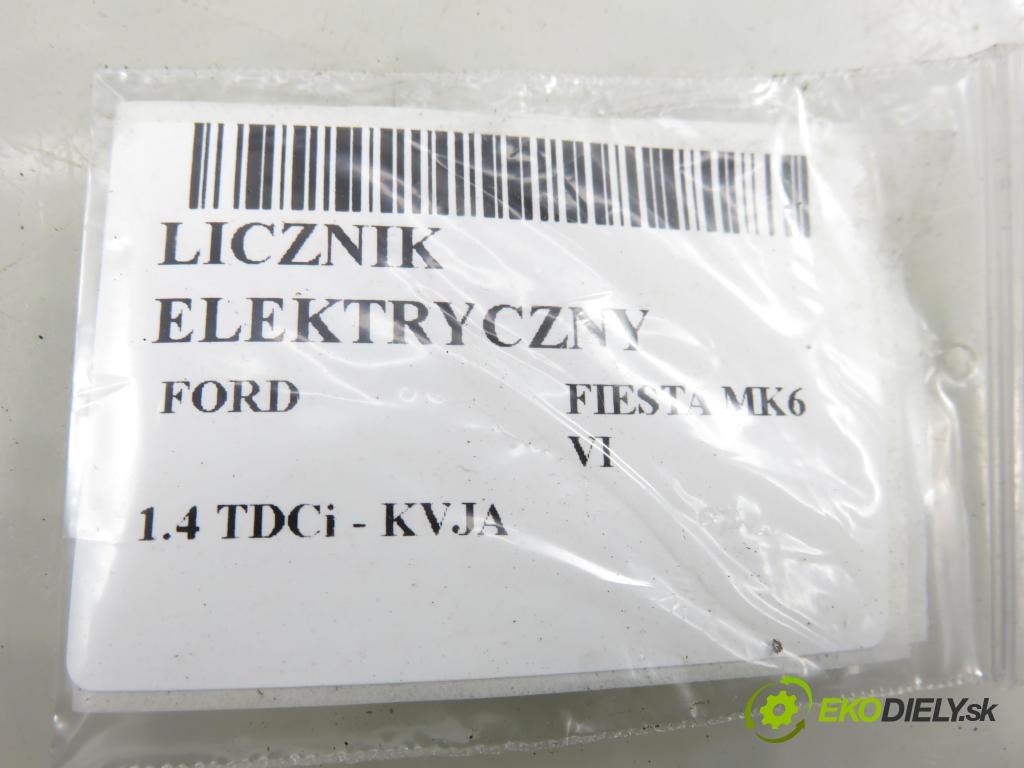 LICZNIK
ELEKTRYCZNY
FORD FIESTA MK6
VI
1.4 TDCi - KVJA
EKODIELY.sk